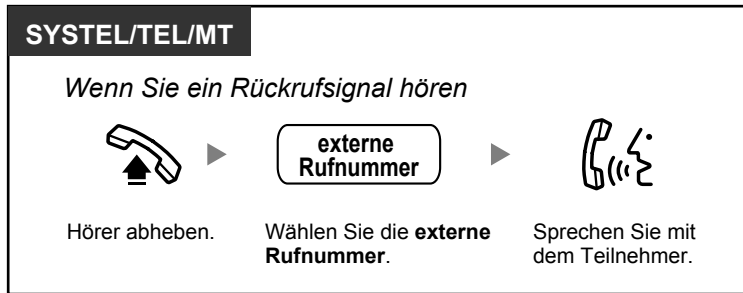 SYSTEL/TEL/MT
Wenn Sie ein Rückrufsignal hören
externe
Rufnummer
Hörer abheben.
Wählen Sie die externe
Rufnummer.
Sprechen Sie mit
dem Teilnehmer.